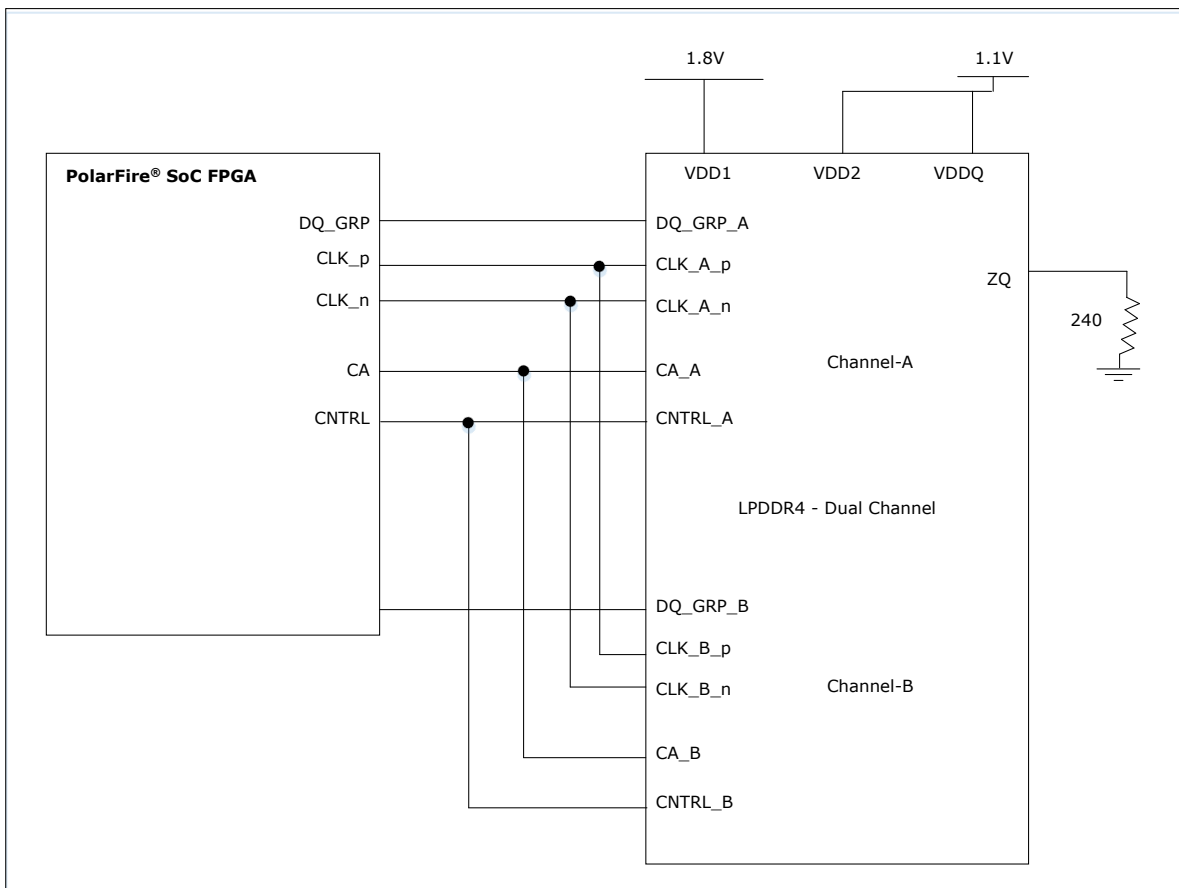 1.8V
1.1V
PolarFire® SoC FPGA
VDD1
VDD2
VDDQ
DQ_GRP
DQ_GRP_A
CLK_p
CLK_A_p
CLK_n
CLK_A_n
ZQ
240
CA
CA_A
Channel-A
CNTRL
CNTRL_A
LPDDR4 - Dual Channel
DQ_GRP_B
CLK_B_p
CLK_B_n
Channel-B
CA_B
CNTRL_B